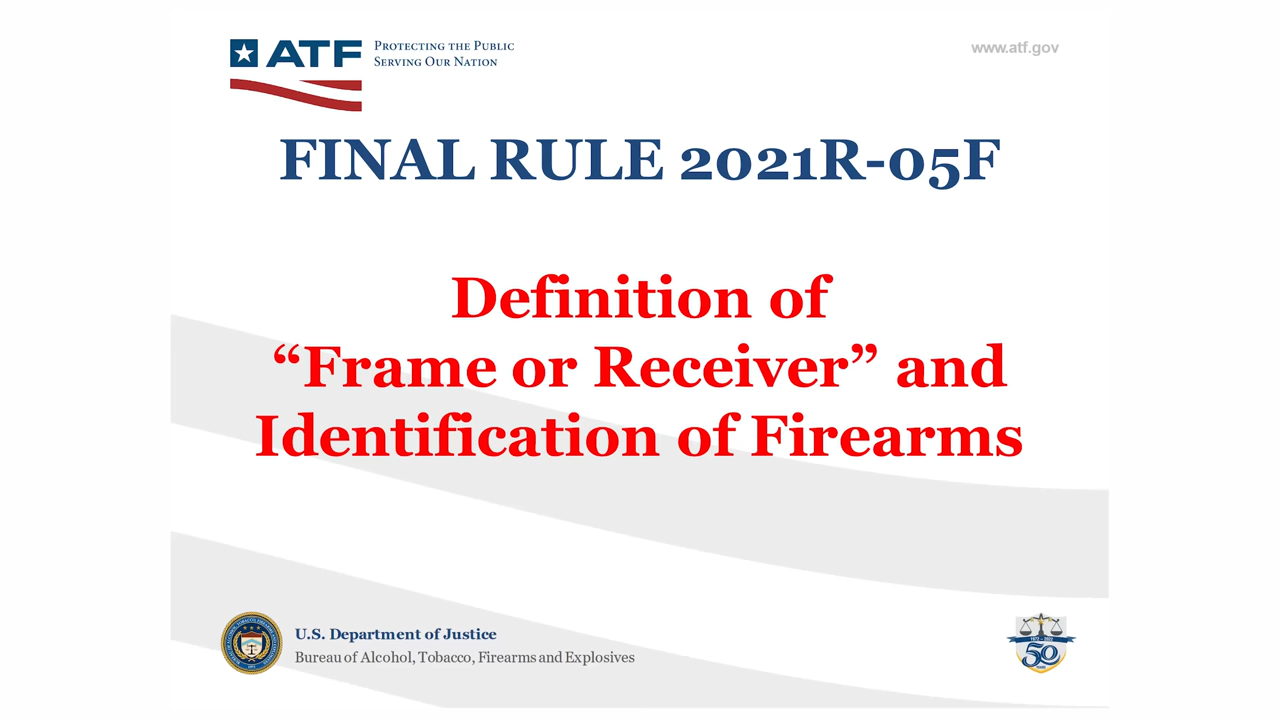 ATF
PROTECTING THE PUBLIC
SERVING OUR NATION
www.atf.gov
FINAL RULE 2021R-05F
Definition of
“Frame or Receiver” and
Identification of Firearms
U.S. Department of Justice
Bureau of Alcohol, Tobacco, Firearms and Explosives
50
YEARS